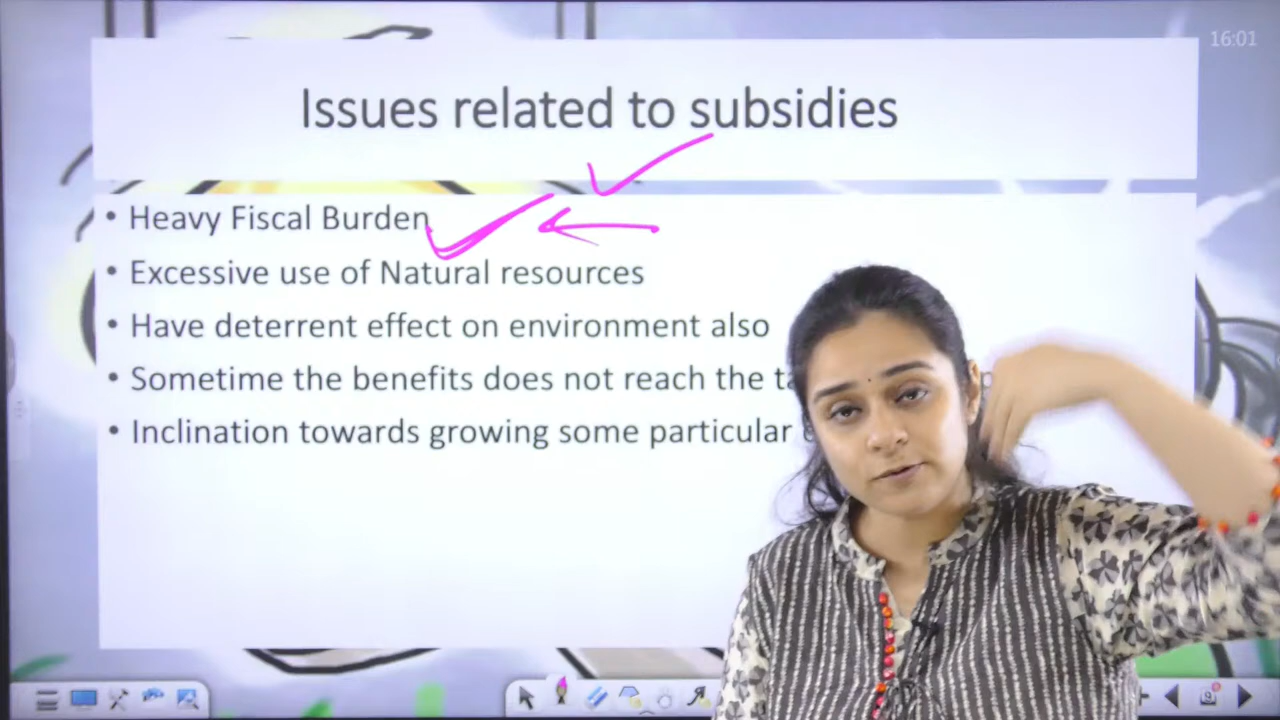 16:01
Issues related to subsidies
• Heavy Fiscal Burden
• Excessive use of Natural resources
• Have deterrent effect on environment also
• Sometime the benefits does not reach the
• Inclination towards growing some particular